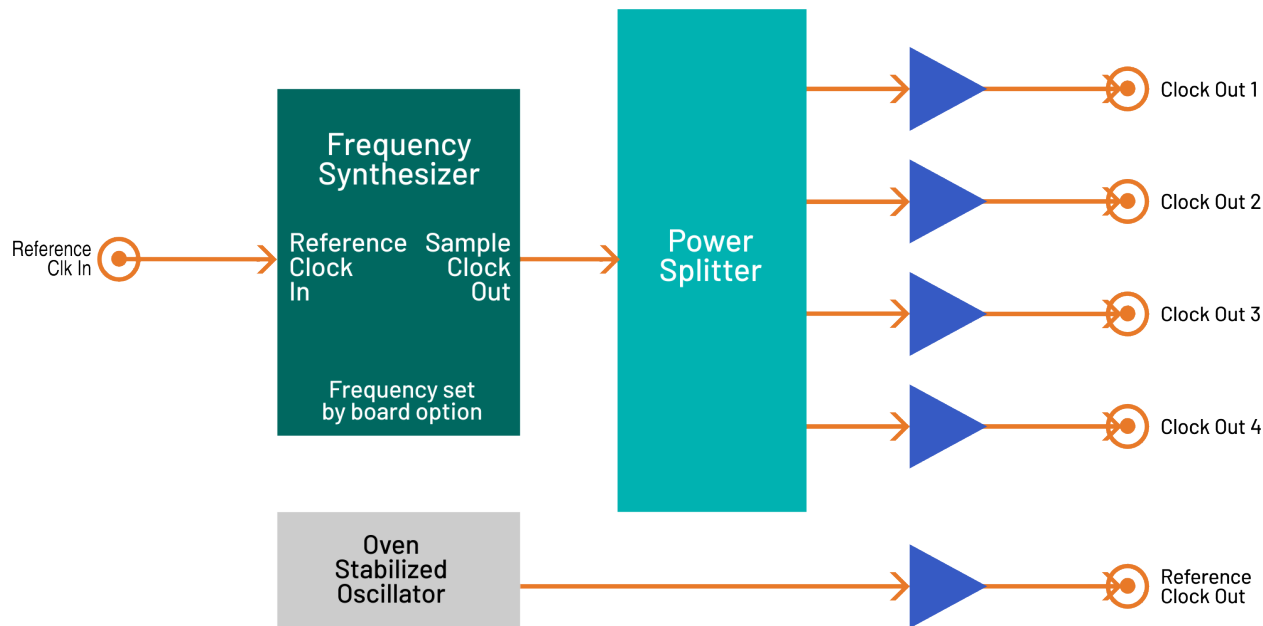 Reference
Clk In
Frequency
Synthesizer
Reference
Clock
In
Sample
Clock
Out
Frequency set
by board option
Power
Splitter
Clock Out 1
Clock Out 2
Clock Out 3
Clock Out 4
Oven
Stabilized
Oscillator
Reference
Clock Out